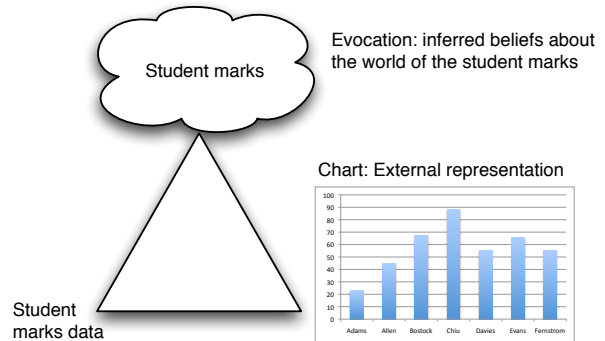 Student marks
Evocation: inferred beliefs about
the world of the student marks
Chart: External representation
100
90
80
70
60
50
40
30
20
10
0
Adams Allen Bostock Chiu Davies Evans Fernstrom
Student
marks data